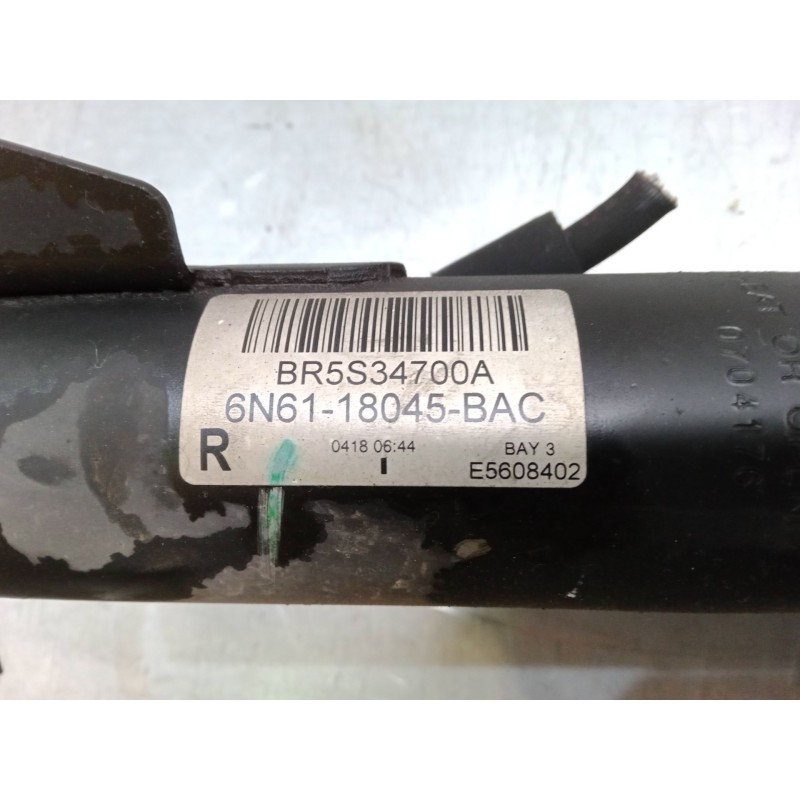 BR5S34700A
6N61-18045-BAC
R
0418 06:44
BAY 3
I
E5608402